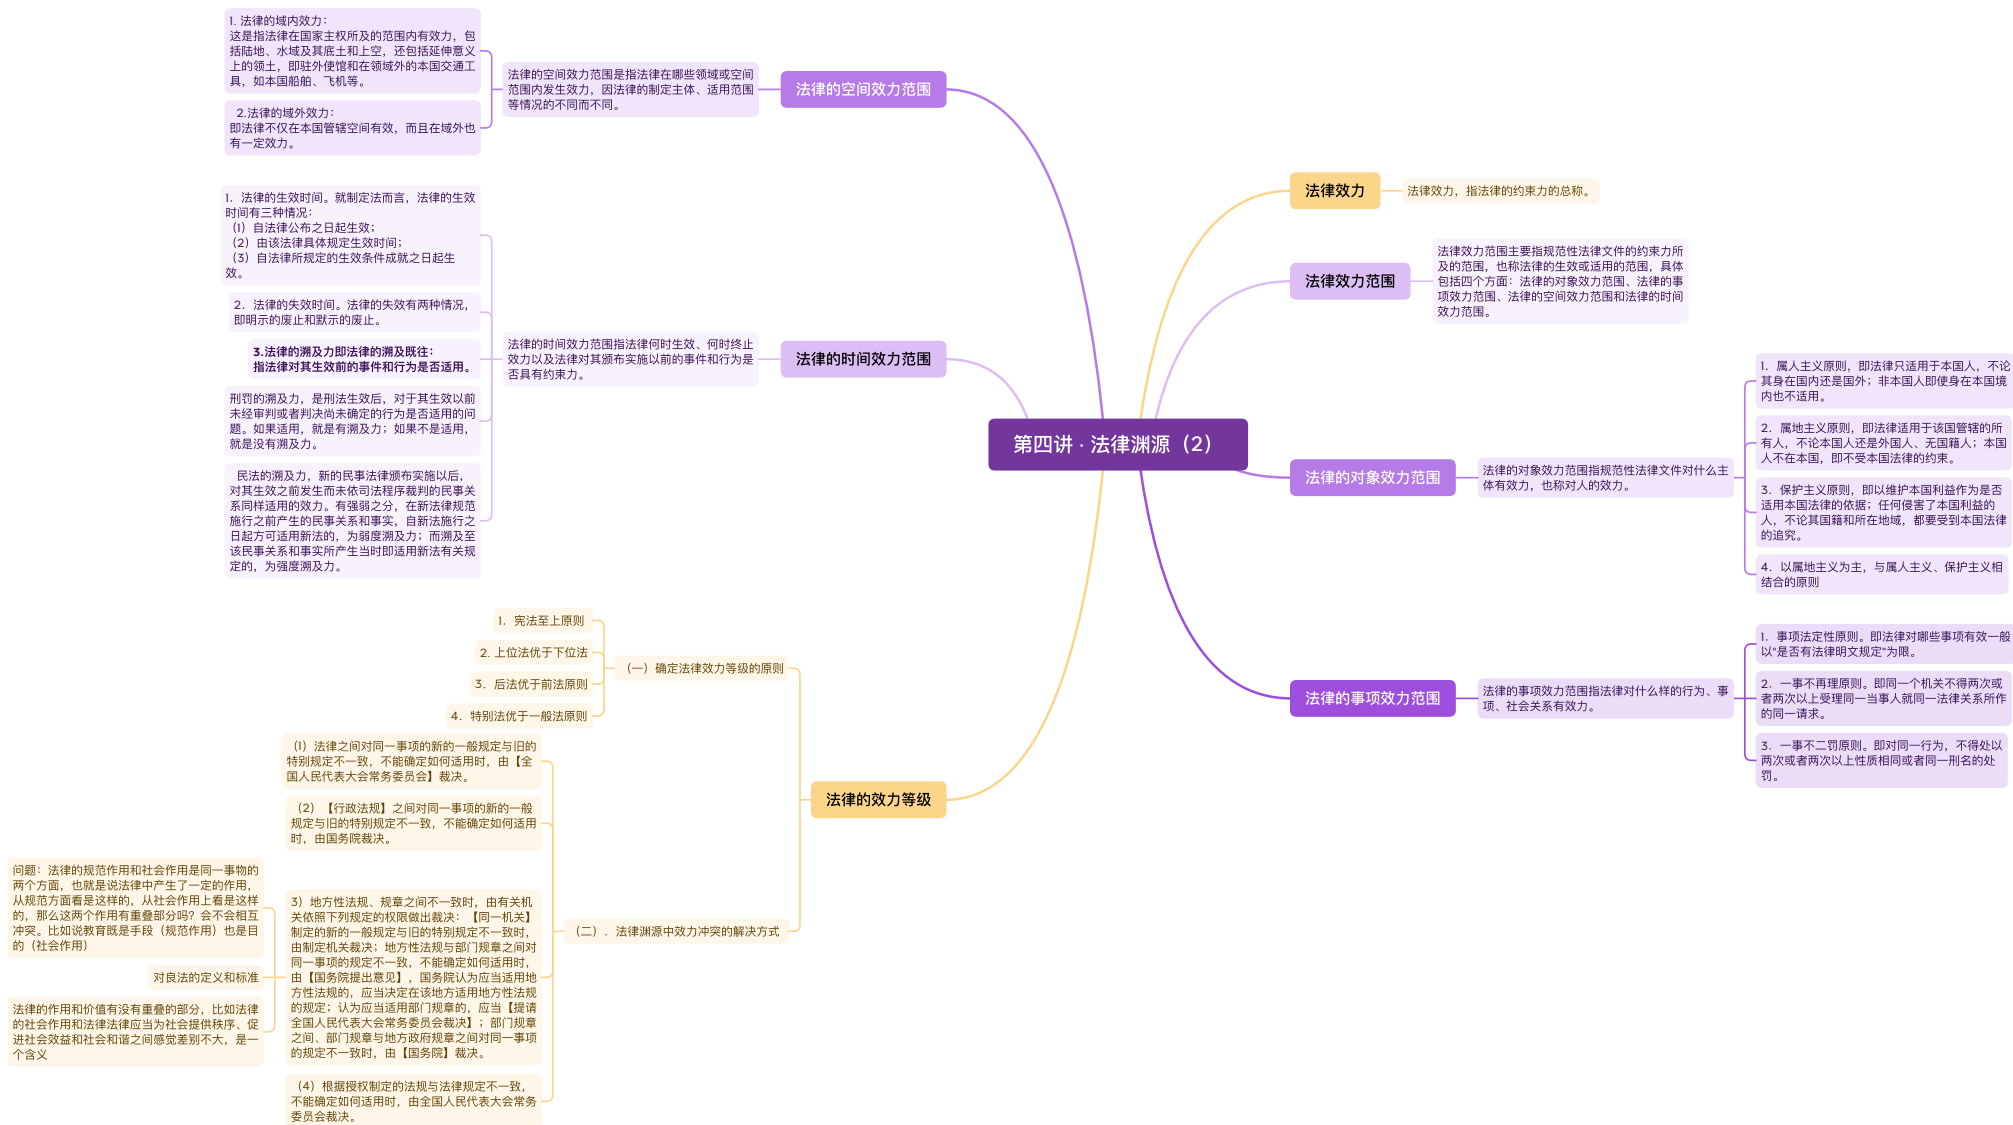 第四讲 · 法律渊源（2）
法律效力
法律效力，指法律的约束力的总称。
法律效力范围
法律效力范围主要指规范性法律文件的约束力所
及的范围，也称法律的生效或适用的范围，具体
包括四个方面：法律的对象效力范围、法律的事
项效力范围、法律的空间效力范围和法律的时间
效力范围。
法律的对象效力范围
法律的对象效力范围指规范性法律文件对什么主
体有效力，也称对人的效力。
1．属人主义原则，即法律只适用于本国人，不论
其身在国内还是国外；非本国人即使身在本国境
内也不适用。
2．属地主义原则，即法律适用于该国管辖的所
有人，不论本国人还是外国人、无国籍人；本国
人不在本国，即不受本国法律的约束。
3．保护主义原则，即以维护本国利益作为是否
适用本国法律的依据；任何侵害了本国利益的
人，不论其国籍和所在地域，都要受到本国法律
的追究。
4．以属地主义为主，与属人主义、保护主义相
结合的原则
法律的事项效力范围
法律的事项效力范围指法律对什么样的行为、事
项、社会关系有效力。
1．事项法定性原则。即法律对哪些事项有效一般
以"是否有法律明文规定"为限。
2．一事不再理原则。即同一个机关不得两次或
者两次以上受理同一当事人就同一法律关系所作
的同一请求。
3．一事不二罚原则。即对同一行为，不得处以
两次或者两次以上性质相同或者同一刑名的处
罚。
法律的空间效力范围
法律的空间效力范围是指法律在哪些领域或空间
范围内发生效力，因法律的制定主体、适用范围
等情况的不同而不同。
1. 法律的域内效力：
这是指法律在国家主权所及的范围内有效力，包
括陆地、水域及其底土和上空，还包括延伸意义
上的领土，即驻外使馆和在领域外的本国交通工
具，如本国船舶、飞机等。
2.法律的域外效力：
即法律不仅在本国管辖空间有效，而且在域外也
有一定效力。
法律的时间效力范围
法律的时间效力范围指法律何时生效、何时终止
效力以及法律对其颁布实施以前的事件和行为是
否具有约束力。
1．法律的生效时间。就制定法而言，法律的生效
时间有三种情况：
（1）自法律公布之日起生效；
（2）由该法律具体规定生效时间；
（3）自法律所规定的生效条件成就之日起生
效。
2．法律的失效时间。法律的失效有两种情况，
即明示的废止和默示的废止。
3.法律的溯及力即法律的溯及既往：
指法律对其生效前的事件和行为是否适用。
刑罚的溯及力，是刑法生效后，对于其生效以前
未经审判或者判决尚未确定的行为是否适用的问
题。如果适用，就是有溯及力；如果不是适用，
就是没有溯及力。
民法的溯及力，新的民事法律颁布实施以后，
对其生效之前发生而未依司法程序裁判的民事关
系同样适用的效力。有强弱之分，在新法律规范
施行之前产生的民事关系和事实，自新法施行之
日起方可适用新法的，为弱度溯及力；而溯及至
该民事关系和事实所产生当时即适用新法有关规
定的，为强度溯及力。
法律的效力等级
（一）确定法律效力等级的原则
1．宪法至上原则
2. 上位法优于下位法
3．后法优于前法原则
4．特别法优于一般法原则
（二）．法律渊源中效力冲突的解决方式
（1）法律之间对同一事项的新的一般规定与旧的
特别规定不一致，不能确定如何适用时，由【全
国人民代表大会常务委员会】裁决。
（2）【行政法规】之间对同一事项的新的一般
规定与旧的特别规定不一致，不能确定如何适用
时，由国务院裁决。
3）地方性法规、规章之间不一致时，由有关机
关依照下列规定的权限做出裁决：【同一机关】
制定的新的一般规定与旧的特别规定不一致时，
由制定机关裁决；地方性法规与部门规章之间对
同一事项的规定不一致，不能确定如何适用时，
由【国务院提出意见】，国务院认为应当适用地
方性法规的，应当决定在该地方适用地方性法规
的规定；认为应当适用部门规章的，应当【提请
全国人民代表大会常务委员会裁决】；部门规章
之间、部门规章与地方政府规章之间对同一事项
的规定不一致时，由【国务院】裁决。
问题：法律的规范作用和社会作用是同一事物的
两个方面，也就是说法律中产生了一定的作用，
从规范方面看是这样的，从社会作用上看是这样
的，那么这两个作用有重叠部分吗？会不会相互
冲突。比如说教育既是手段（规范作用）也是目
的（社会作用）
对良法的定义和标准
法律的作用和价值有没有重叠的部分，比如法律
的社会作用和法律法律应当为社会提供秩序、促
进社会效益和社会和谐之间感觉差别不大，是一
个含义
（4）根据授权制定的法规与法律规定不一致，
不能确定如何适用时，由全国人民代表大会常务
委员会裁决。